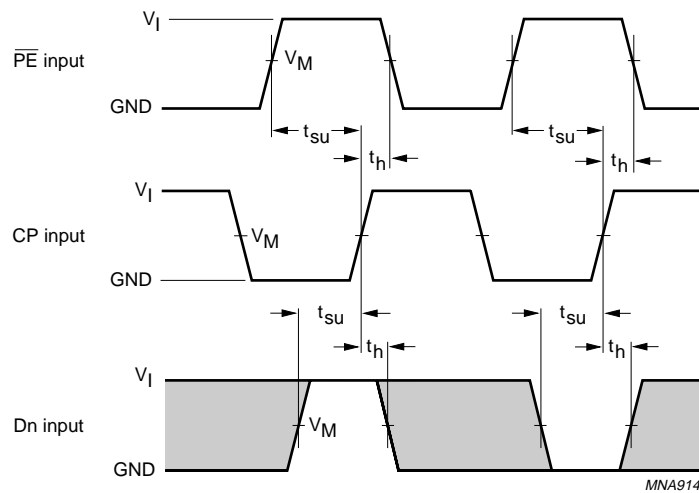 V_I
P̅E̅ input
V_M
GND
t_su
t_su
t_h
t_h
V_I
CP input
V_M
GND
t_su
t_su
t_h
t_h
V_I
Dn input
V_M
GND
MNA914